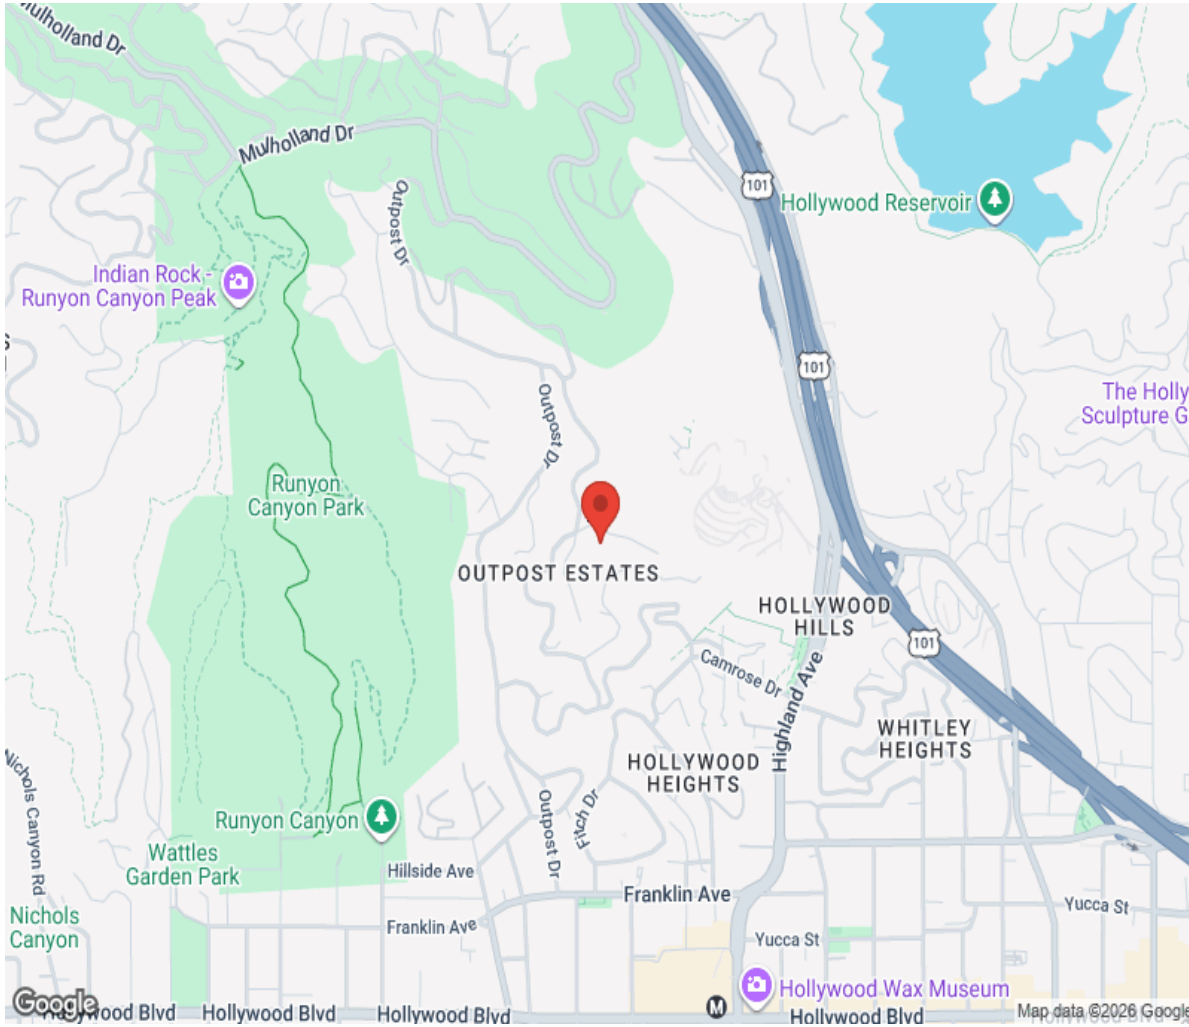 Mulholland Dr
Mulholland Dr
Outpost Dr
101
Hollywood Reservoir
Indian Rock -
Runyon Canyon Peak
101
The Holly
Sculpture G
Outpost Dr
Runyon
Canyon Park
OUTPOST ESTATES
HOLLYWOOD
HILLS
101
Camrose Dr
Highland Ave
WHITLEY
HEIGHTS
HOLLYWOOD
HEIGHTS
Nichols Canyon Rd
Outpost Dr
Fitch Dr
Runyon Canyon
Wattles
Garden Park
Hillside Ave
Franklin Ave
Yucca St
Nichols
Canyon
Franklin Ave
Yucca St
Hollywood Wax Museum
M
Google
Hollywood Blvd
Hollywood Blvd
Hollywood Blvd
Hollywood Blvd
Map data ©2026 Google